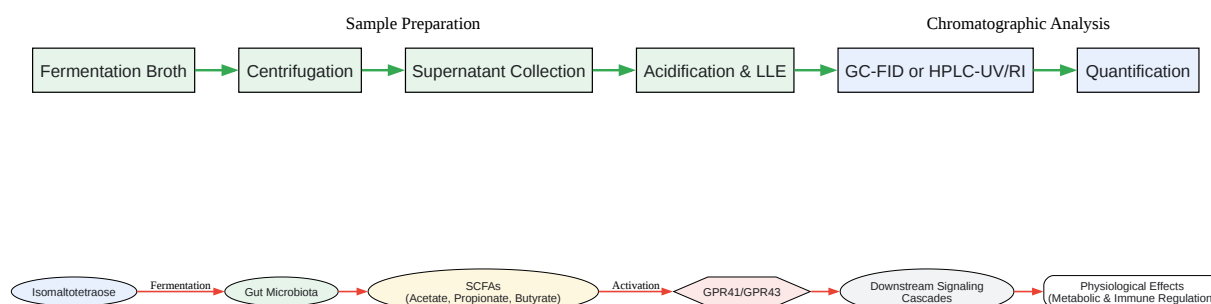 Sample Preparation
Chromatographic Analysis
Fermentation Broth
Centrifugation
Supernatant Collection
Acidification & LLE
GC-FID or HPLC-UV/RI
Quantification
Isomaltotetraose
Fermentation
Gut Microbiota
SCFAs
(Acetate, Propionate, Butyrate)
Activation
GPR41/GPR43
Downstream Signaling
Cascades
Physiological Effects
(Metabolic & Immune Regulation